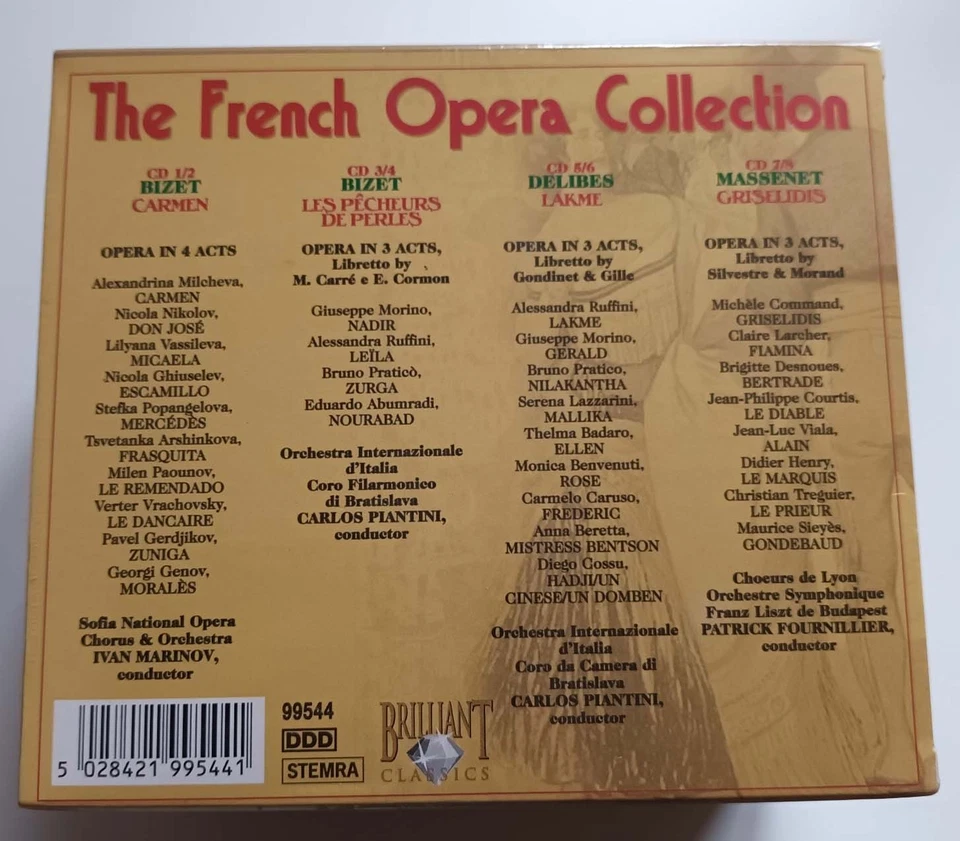 The French Opera Collection
CD 1/2
BIZET
CARMEN
OPERA IN 4 ACTS
Alexandrina Milcheva,
CARMEN
Nicola Nikolov,
DON JOSÉ
Lilyana Vassileva,
MICAELA
Nicola Ghiuselev,
ESCAMILLO
Stefka Popangelova,
MERCÉDÈS
Tsvetanka Arshinkova,
FRASQUITA
Milen Paounov,
LE REMENDADO
Verter Vrachovsky,
LE DANCAIRE
Pavel Gerdjikov,
ZUNIGA
Georgi Genov,
MORALÈS
Sofia National Opera
Chorus & Orchestra
IVAN MARINOV,
conductor
CD 3/4
BIZET
LES PÊCHEURS
DE PERLES
OPERA IN 3 ACTS,
Libretto by
M. Carré e E. Cormon
Giuseppe Morino,
NADIR
Alessandra Ruffini,
LEÏLA
Bruno Praticò,
ZURGA
Eduardo Abumradi,
NOURABAD
Orchestra Internazionale
d'Italia
Coro Filarmonico
di Bratislava
CARLOS PIANTINI,
conductor
CD 5/6
DELIBES
LAKME
OPERA IN 3 ACTS,
Libretto by
Gondinet & Gille
Alessandra Ruffini,
LAKME
Giuseppe Morino,
GERALD
Bruno Pratico,
NILAKANTHA
Serena Lazzarini,
MALLIKA
Thelma Badaro,
ELLEN
Monica Benvenuti,
ROSE
Carmelo Caruso,
FREDERIC
Anna Beretta,
MISTRESS BENTSON
Diego Cossu,
HADJI/UN
CINESE/UN DOMBEN
Orchestra Internazionale
d'Italia
Coro da Camera di
Bratislava
CARLOS PIANTINI,
conductor
CD 7/8
MASSENET
GRISELIDIS
OPERA IN 3 ACTS,
Libretto by
Silvestre & Morand
Michèle Command,
GRISELIDIS
Claire Larcher,
FIAMINA
Brigitte Desnoues,
BERTRADE
Jean-Philippe Courtis,
LE DIABLE
Jean-Luc Viala,
ALAIN
Didier Henry,
LE MARQUIS
Christian Treguier,
LE PRIEUR
Maurice Sieyès,
GONDEBAUD
Choeurs de Lyon
Orchestre Symphonique
Franz Liszt de Budapest
PATRICK FOURNILLIER,
conductor
5 028421 995441
99544
DDD
STEMRA
BRILLIANT
CLASSICS